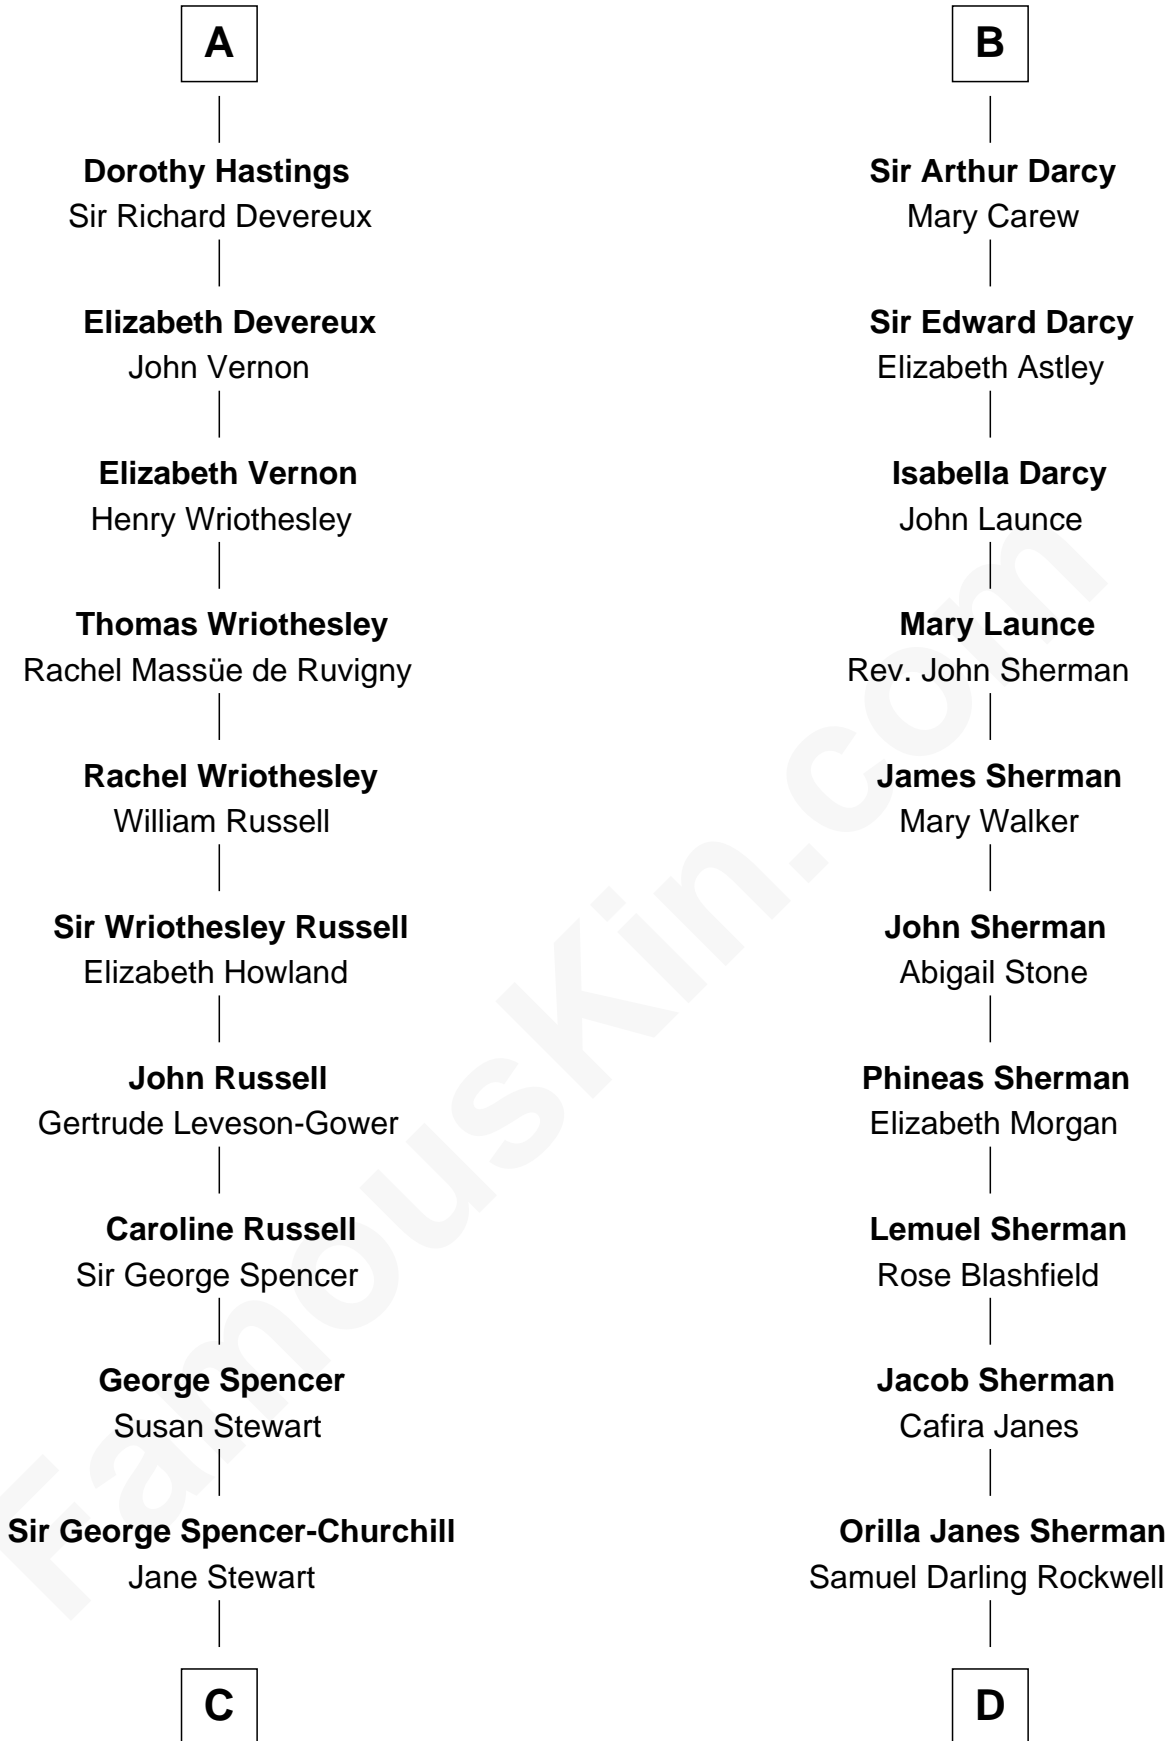 A
Dorothy Hastings
Sir Richard Devereux
Elizabeth Devereux
John Vernon
Elizabeth Vernon
Henry Wriothesley
Thomas Wriothesley
Rachel Massüe de Ruvigny
Rachel Wriothesley
William Russell
Sir Wriothesley Russell
Elizabeth Howland
John Russell
Gertrude Leveson-Gower
Caroline Russell
Sir George Spencer
George Spencer
Susan Stewart
Sir George Spencer-Churchill
Jane Stewart
C
B
Sir Arthur Darcy
Mary Carew
Sir Edward Darcy
Elizabeth Astley
Isabella Darcy
John Launce
Mary Launce
Rev. John Sherman
James Sherman
Mary Walker
John Sherman
Abigail Stone
Phineas Sherman
Elizabeth Morgan
Lemuel Sherman
Rose Blashfield
Jacob Sherman
Cafira Janes
Orilla Janes Sherman
Samuel Darling Rockwell
D
FamousKin.com